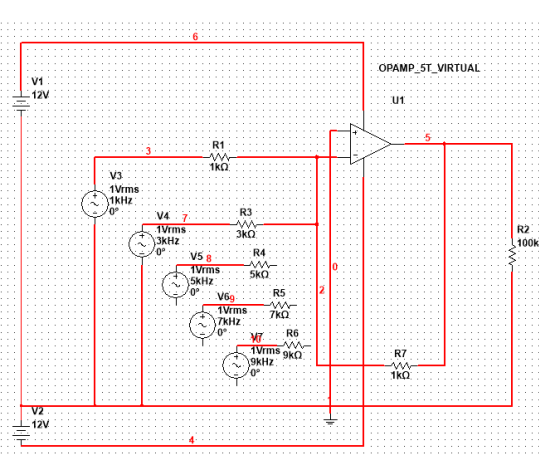 6
OPAMP_5T_VIRTUAL
V1
12V
U1
5
3
R1
1kΩ
V3
1Vrms
1kHz
0°
V4
7
R3
1Vrms
3kHz
0°
3kΩ
R2
100k
V5
8
R4
1Vrms
5kHz
0°
5kΩ
0
2
V6
9
R5
1Vrms
7kHz
0°
7kΩ
V7
10
R6
1Vrms
9kHz
0°
9kΩ
R7
1kΩ
V2
12V
4